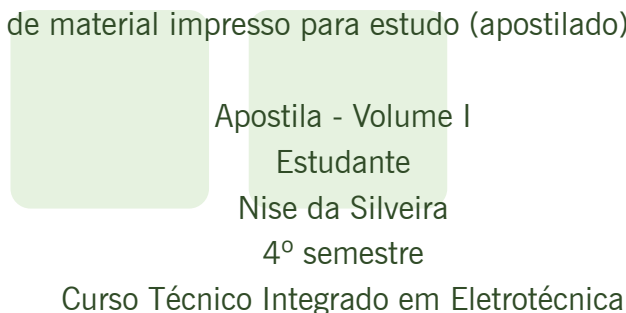 de material impresso para estudo (apostilado)
Apostila - Volume I
Estudante
Nise da Silveira
4º semestre
Curso Técnico Integrado em Eletrotécnica